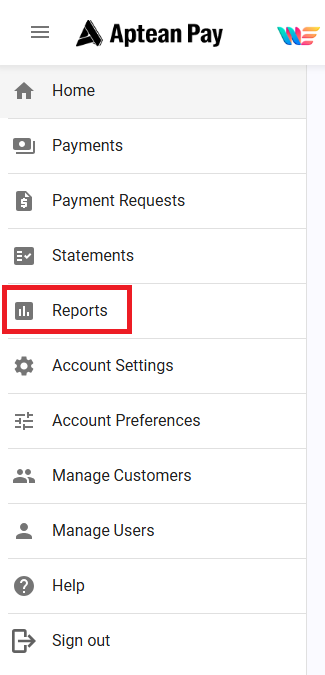 Aptean Pay
WE
Home
Payments
Payment Requests
Statements
Reports
Account Settings
Account Preferences
Manage Customers
Manage Users
Help
Sign out